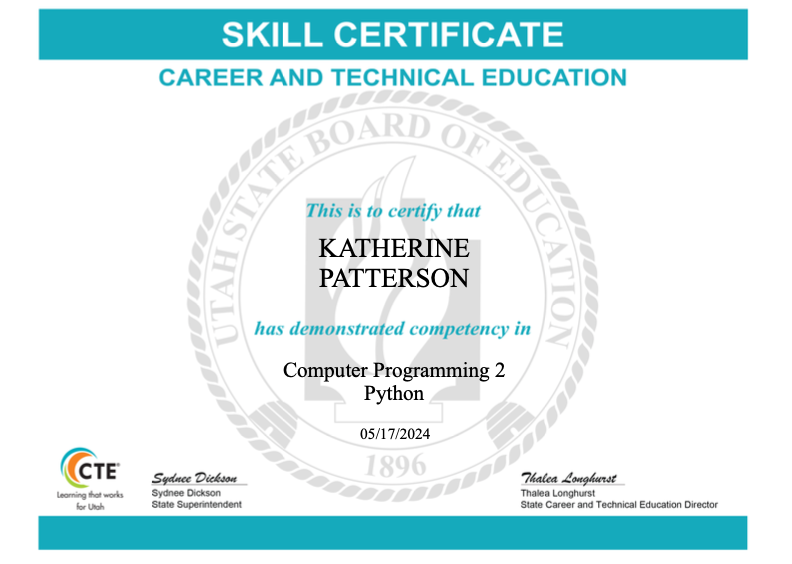 SKILL CERTIFICATE
CAREER AND TECHNICAL EDUCATION
UTAH STATE BOARD OF EDUCATION
This is to certify that
KATHERINE
PATTERSON
has demonstrated competency in
Computer Programming 2
Python
05/17/2024
1896
CTE®
Learning that works
for Utah
Sydnee Dickson
Sydnee Dickson
State Superintendent
Thalea Longhurst
Thalea Longhurst
State Career and Technical Education Director